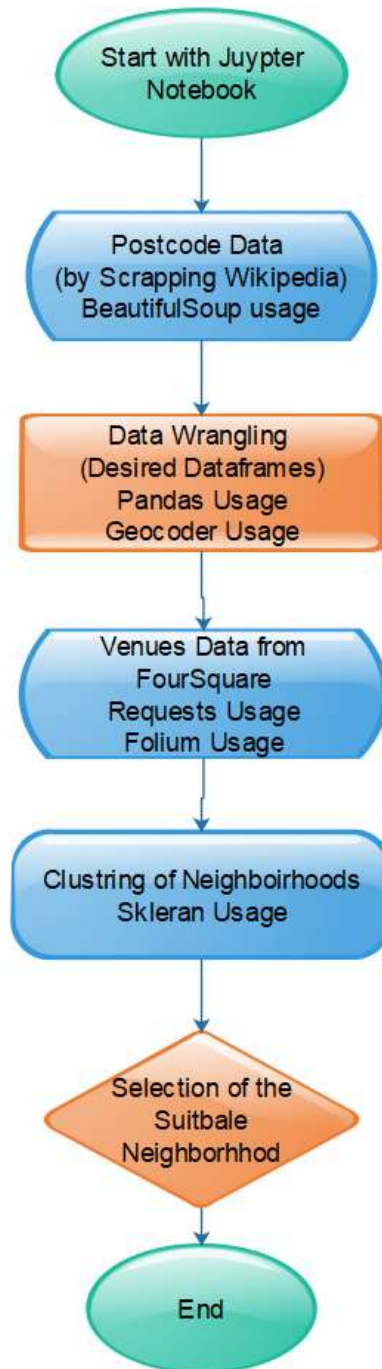 Start with Juypter
Notebook
Postcode Data
(by Scrapping Wikipedia)
BeautifulSoup usage
Data Wrangling
(Desired Dataframes)
Pandas Usage
Geocoder Usage
Venues Data from
FourSquare
Requests Usage
Folium Usage
Clustring of Neighboirhoods
Skleran Usage
Selection of the
Suitbale
Neighborhhod
End